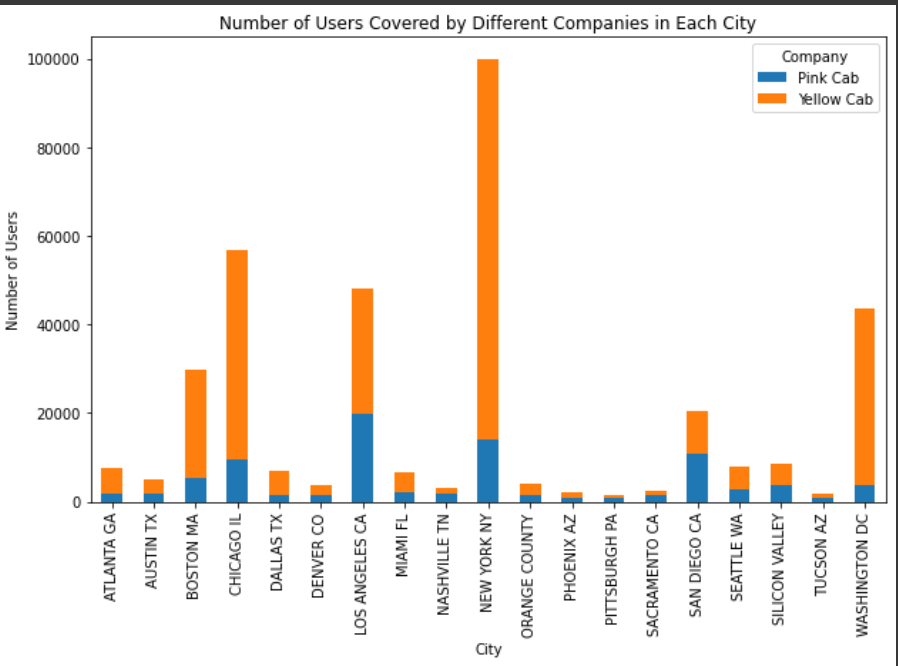 Number of Users Covered by Different Companies in Each City
Company
Pink Cab
Yellow Cab
Number of Users
100000
80000
60000
40000
20000
0
ATLANTA GA
AUSTIN TX
BOSTON MA
CHICAGO IL
DALLAS TX
DENVER CO
LOS ANGELES CA
MIAMI FL
NASHVILLE TN
NEW YORK NY
ORANGE COUNTY
PHOENIX AZ
PITTSBURGH PA
SACRAMENTO CA
SAN DIEGO CA
SEATTLE WA
SILICON VALLEY
TUCSON AZ
WASHINGTON DC
City